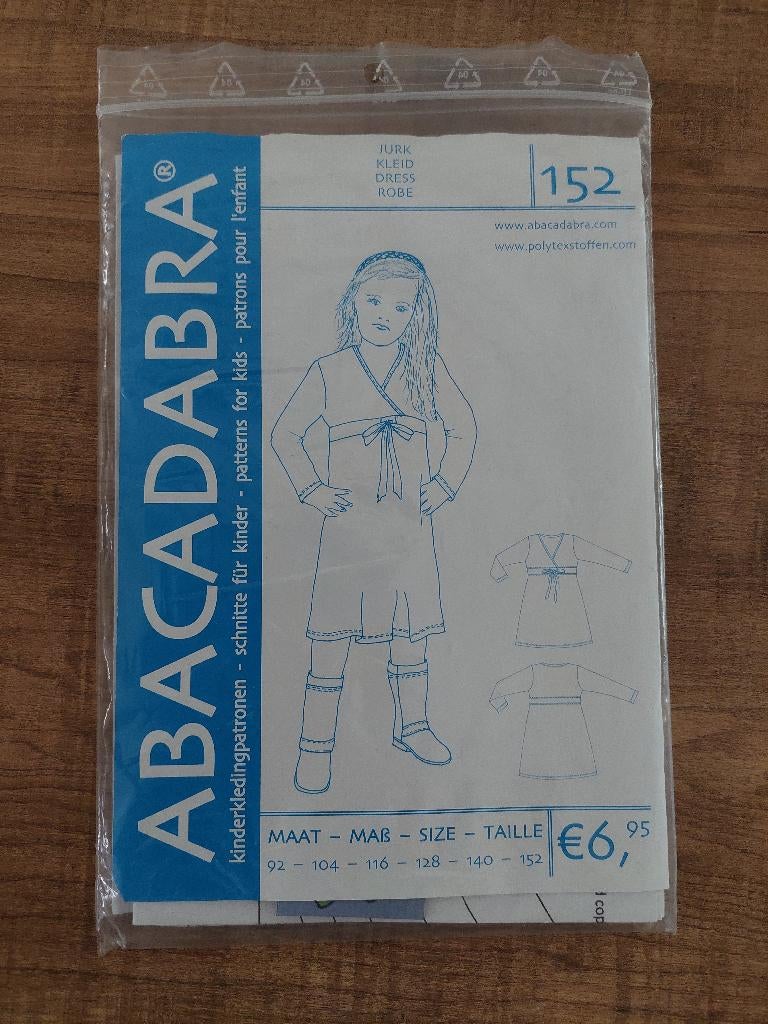 ABACADABRA®
kinderkledingpatronen - schnitte für kinder - patterns for kids - patrons pour l'enfant
JURK
KLEID
DRESS
ROBE
152
www.abacadabra.com
www.polytexstoffen.com
MAAT – MAß – SIZE – TAILLE
92 – 104 – 116 – 128 – 140 – 152
€6,95
cop